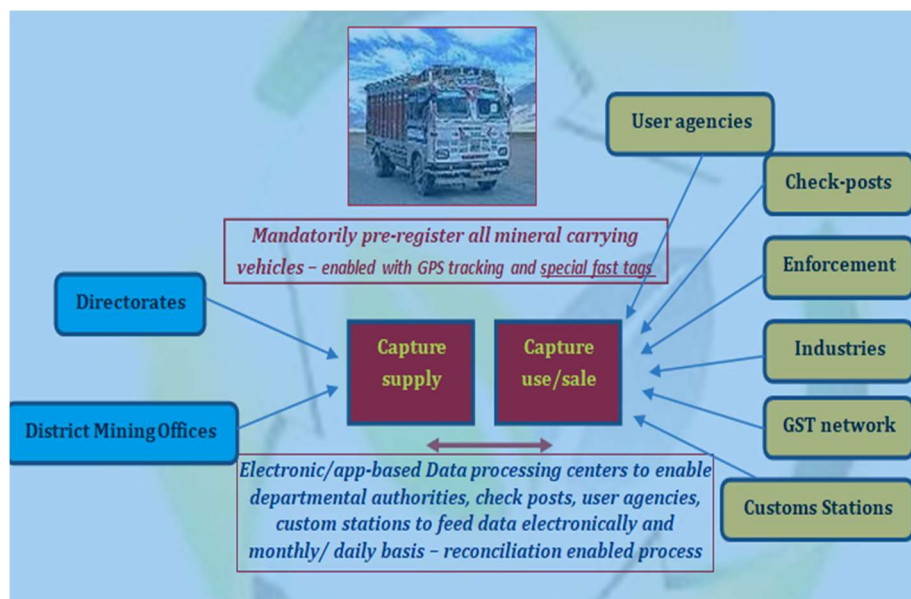 User agencies
Check-posts
Mandatorily pre-register all mineral carrying
vehicles – enabled with GPS tracking and special fast tags
Enforcement
Directorates
Capture
supply
Capture
use/sale
Industries
District Mining Offices
GST network
Electronic/app-based Data processing centers to enable
departmental authorities, check posts, user agencies,
custom stations to feed data electronically and
monthly/ daily basis – reconciliation enabled process
Customs Stations